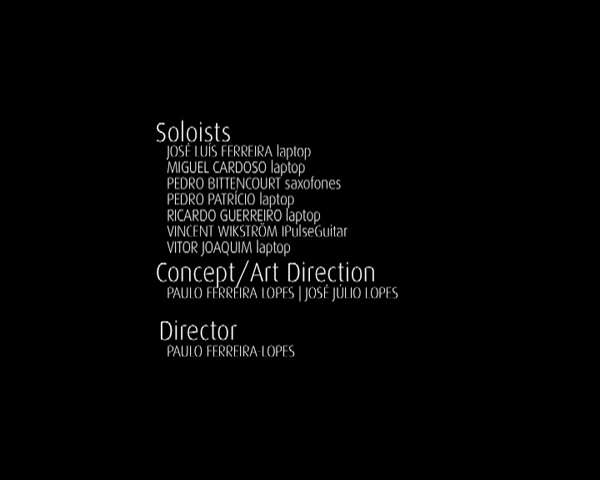 Soloists
JOSÉ LUÍS FERREIRA laptop
MIGUEL CARDOSO laptop
PEDRO BITTENCOURT saxofones
PEDRO PATRÍCIO laptop
RICARDO GUERREIRO laptop
VINCENT WIKSTRÖM IPulseGuitar
VITOR JOAQUIM laptop
Concept/Art Direction
PAULO FERREIRA LOPES | JOSÉ JÚLIO LOPES
Director
PAULO FERREIRA LOPES